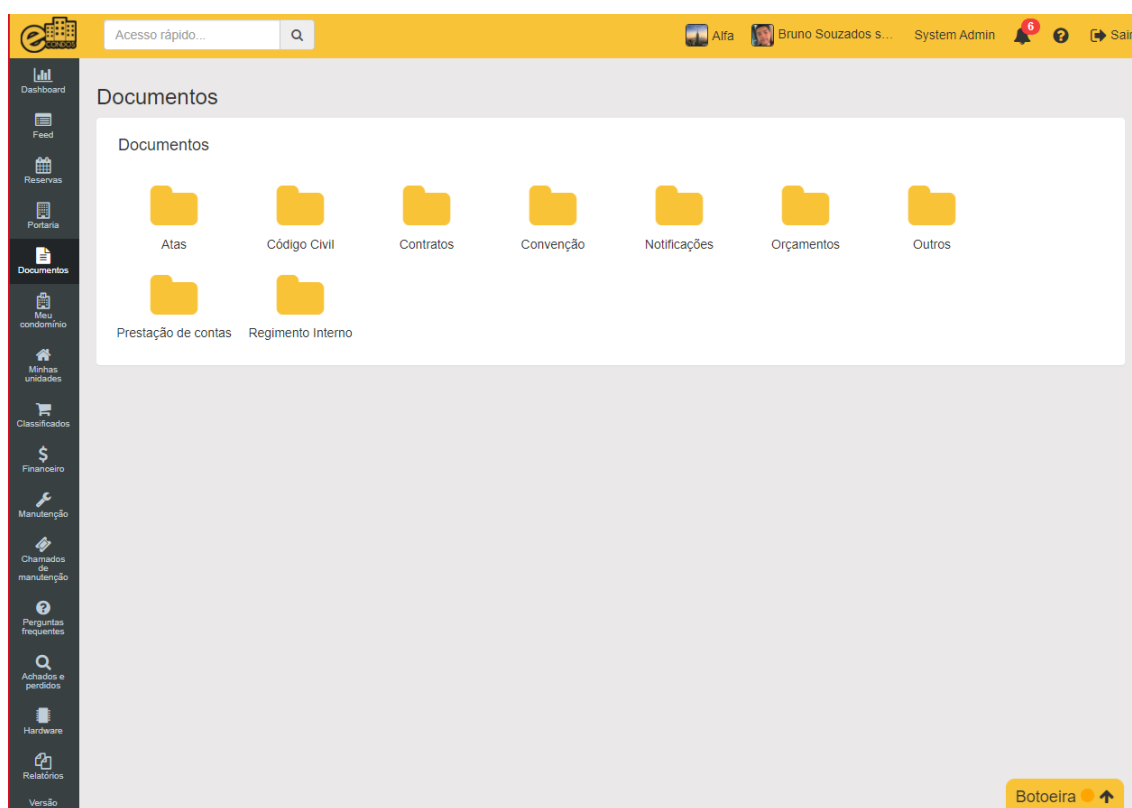 e CONDOS
Acesso rápido...
Alfa
Bruno Souzados s...
System Admin
6
Sair
Dashboard
Feed
Reservas
Portaria
Documentos
Meu
condomínio
Minhas
unidades
Classificados
Financeiro
Manutenção
Chamados
de
manutenção
Perguntas
frequentes
Achados e
perdidos
Hardware
Relatórios
Versão
Documentos
Documentos
Atas
Código Civil
Contratos
Convenção
Notificações
Orçamentos
Outros
Prestação de contas
Regimento Interno
Botoeira